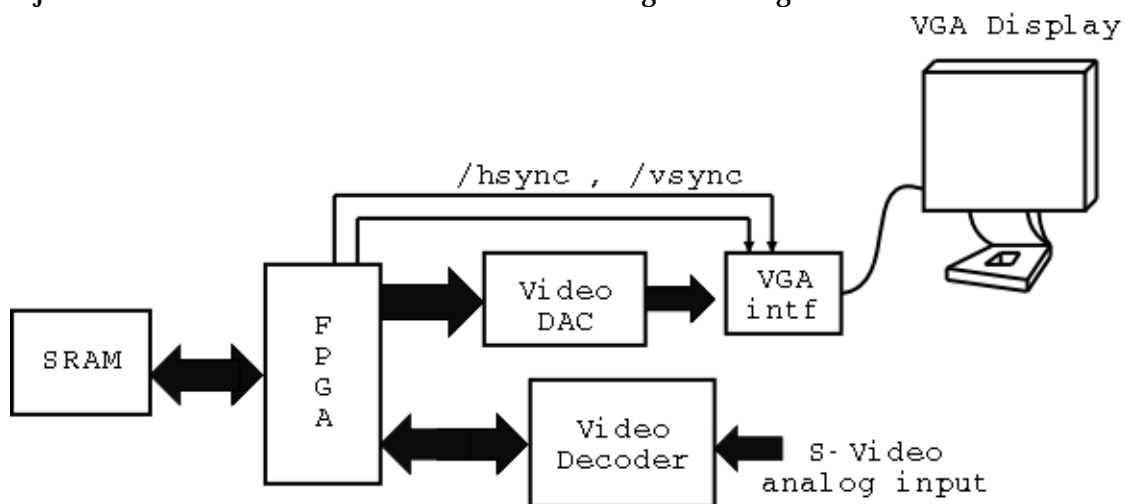 VGA Display
/hsync , /vsync
SRAM
F
P
G
A
Video
DAC
VGA
intf
Video
Decoder
S-Video
analog input